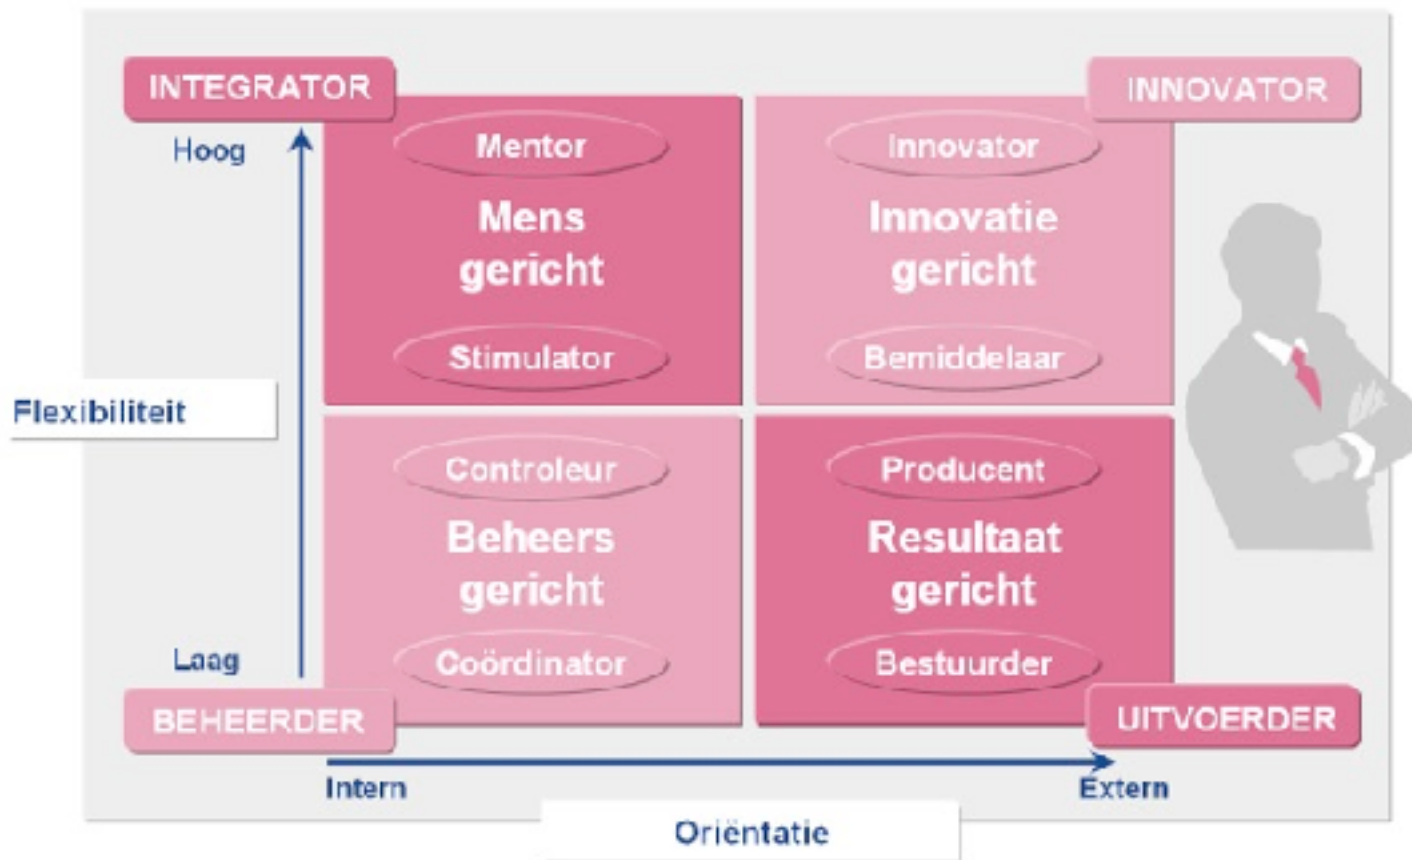 INTEGRATOR
INNOVATOR
Hoog
Mentor
Mens
gericht
Stimulator
Innovator
Innovatie
gericht
Bemiddelaar
Flexibiliteit
Controleur
Beheers
gericht
Coördinator
Producent
Resultaat
gericht
Bestuurder
Laag
BEHEERDER
UITVOERDER
Intern
Extern
Oriëntatie